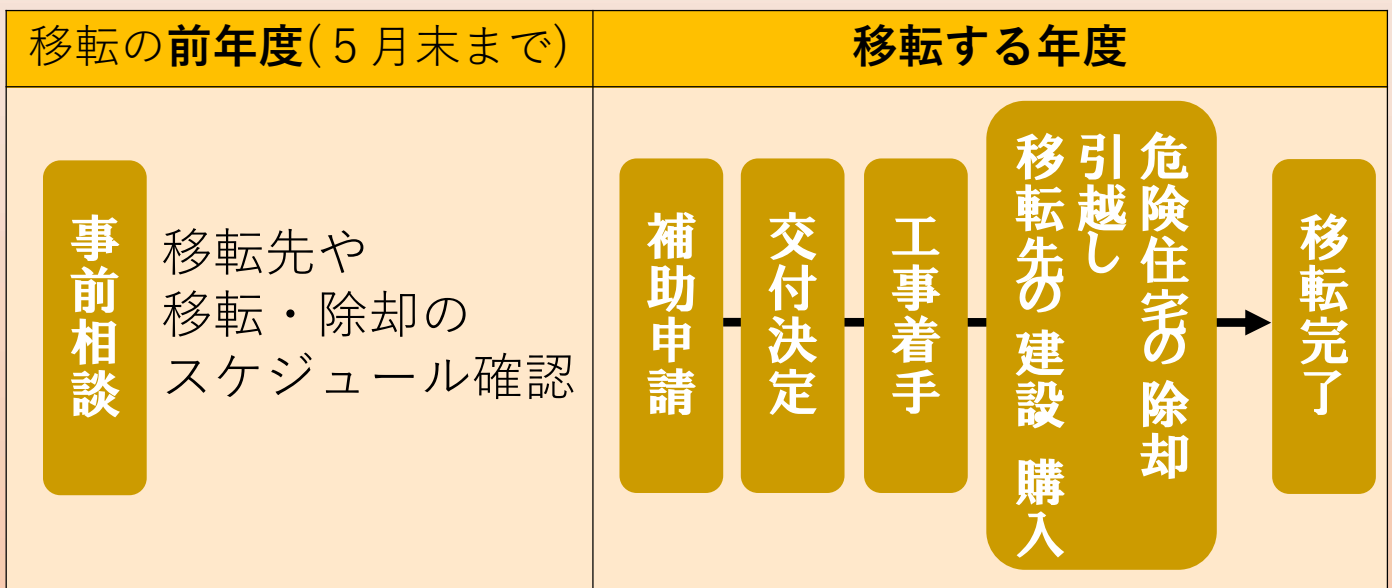 移転の前年度(5月末まで)
移転する年度
事前相談
移転先や
移転・除却の
スケジュール確認
補助申請
交付決定
工事着手
危険住宅の 除却
引越し
移転先の 建設 購入
移転完了